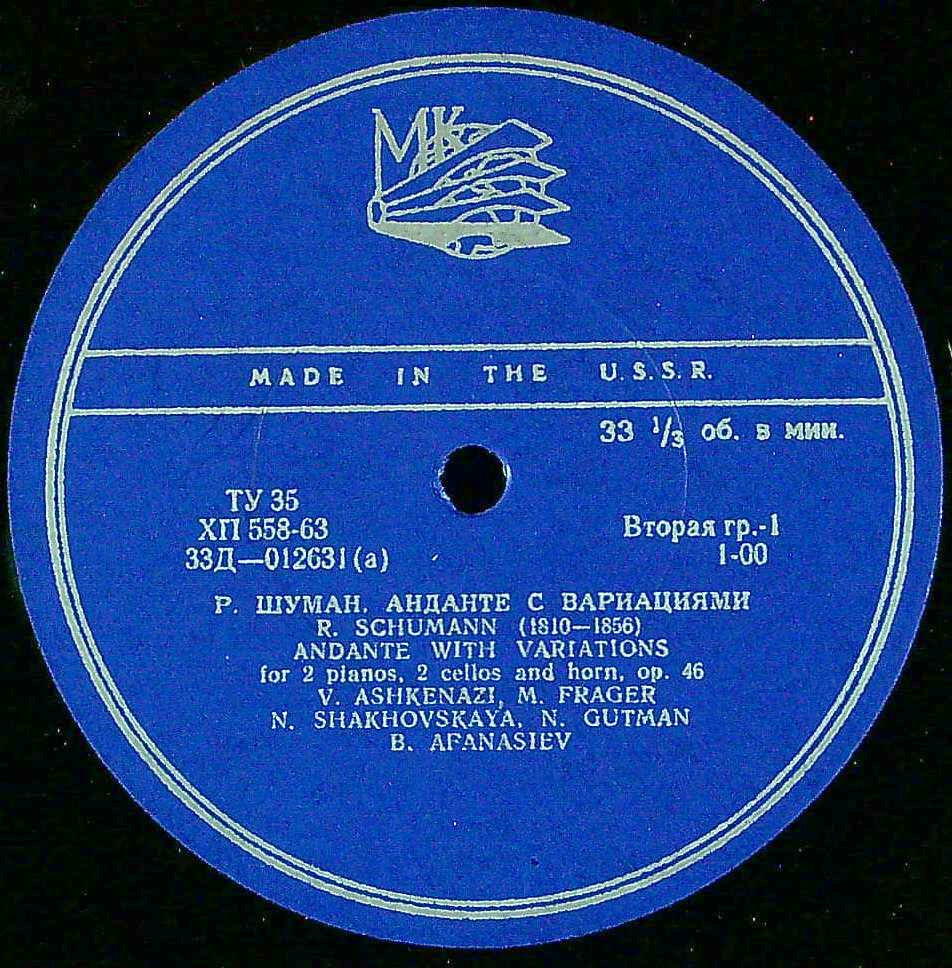 МК
MADE IN THE U.S.S.R.
33 1/3 об. в мин.
ТУ 35
ХП 558-63
33Д—012631(а)
Вторая гр.-1
1-00
Р. ШУМАН. АНДАНТЕ С ВАРИАЦИЯМИ
R. SCHUMANN (1810—1856)
ANDANTE WITH VARIATIONS
for 2 pianos, 2 cellos and horn, op. 46
V. ASHKENAZI, M. FRAGER
N. SHAKHOVSKAYA, N. GUTMAN
B. AFANASIEV